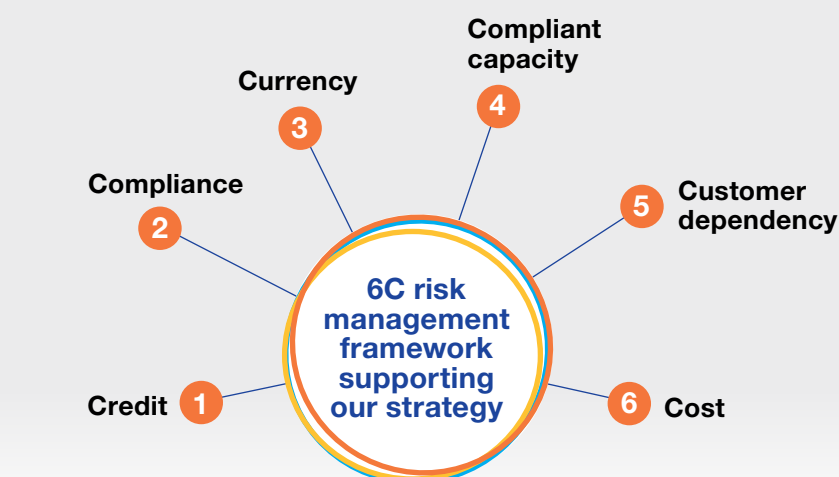 Credit
1
Compliance
2
Currency
3
Compliant
capacity
4
5
Customer
dependency
6
Cost
6C risk
management
framework
supporting
our strategy